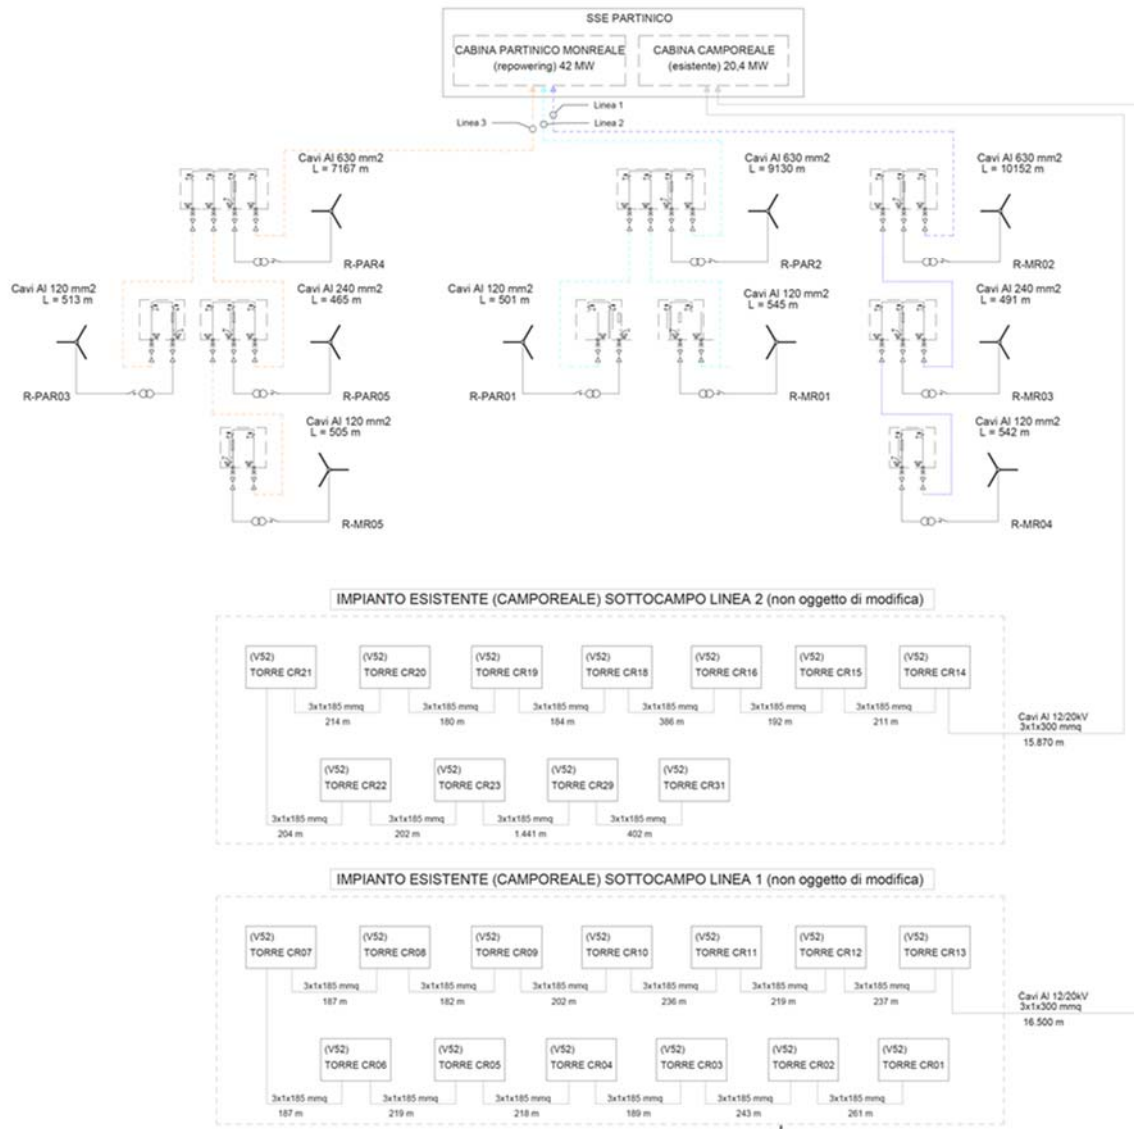 SSE PARTINICO
CABINA PARTINICO MONREALE
(repowering) 42 MW
CABINA CAMPOREALE
(esistente) 20,4 MW
Linea 1
Linea 3
Linea 2
Cavi Al 630 mm2
L = 7167 m
Cavi Al 630 mm2
L = 9130 m
Cavi Al 630 mm2
L = 10152 m
R-PAR4
R-PAR2
R-MR02
Cavi Al 120 mm2
L = 513 m
Cavi Al 240 mm2
L = 465 m
Cavi Al 120 mm2
L = 501 m
Cavi Al 120 mm2
L = 545 m
Cavi Al 240 mm2
L = 491 m
R-PAR03
R-PAR05
R-PAR01
R-MR01
R-MR03
Cavi Al 120 mm2
L = 505 m
Cavi Al 120 mm2
L = 542 m
R-MR05
R-MR04
IMPIANTO ESISTENTE (CAMPOREALE) SOTTOCAMPO LINEA 2 (non oggetto di modifica)
(V52)
TORRE CR21
(V52)
TORRE CR20
(V52)
TORRE CR19
(V52)
TORRE CR18
(V52)
TORRE CR16
(V52)
TORRE CR15
(V52)
TORRE CR14
3x1x185 mmq
214 m
3x1x185 mmq
180 m
3x1x185 mmq
184 m
3x1x185 mmq
386 m
3x1x185 mmq
192 m
3x1x185 mmq
211 m
Cavi Al 12/20kV
3x1x300 mmq
15.870 m
(V52)
TORRE CR22
(V52)
TORRE CR23
(V52)
TORRE CR29
(V52)
TORRE CR31
3x1x185 mmq
204 m
3x1x185 mmq
202 m
3x1x185 mmq
1.441 m
3x1x185 mmq
402 m
IMPIANTO ESISTENTE (CAMPOREALE) SOTTOCAMPO LINEA 1 (non oggetto di modifica)
(V52)
TORRE CR07
(V52)
TORRE CR08
(V52)
TORRE CR09
(V52)
TORRE CR10
(V52)
TORRE CR11
(V52)
TORRE CR12
(V52)
TORRE CR13
3x1x185 mmq
187 m
3x1x185 mmq
182 m
3x1x185 mmq
202 m
3x1x185 mmq
236 m
3x1x185 mmq
219 m
3x1x185 mmq
237 m
Cavi Al 12/20kV
3x1x300 mmq
16.500 m
(V52)
TORRE CR06
(V52)
TORRE CR05
(V52)
TORRE CR04
(V52)
TORRE CR03
(V52)
TORRE CR02
(V52)
TORRE CR01
3x1x185 mmq
187 m
3x1x185 mmq
219 m
3x1x185 mmq
218 m
3x1x185 mmq
189 m
3x1x185 mmq
243 m
3x1x185 mmq
261 m